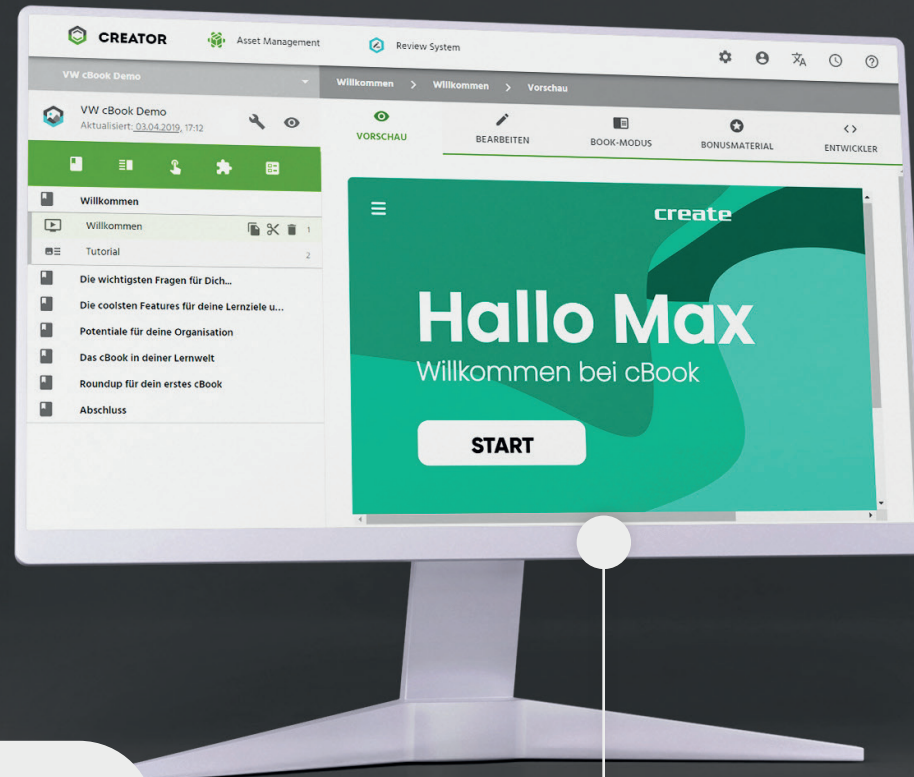 CREATOR
Asset Management
Review System
VW cBook Demo
Willkommen > Willkommen > Vorschau
VW cBook Demo
Aktualisiert: 03.04.2019, 17:12
VORSCHAU
BEARBEITEN
BOOK-MODUS
BONUSMATERIAL
ENTWICKLER
Willkommen
Willkommen 1
Tutorial 2
Die wichtigsten Fragen für Dich...
Die coolsten Features für deine Lernziele u...
Potentiale für deine Organisation
Das cBook in deiner Lernwelt
Roundup für dein erstes cBook
Abschluss
create
Hallo Max
Willkommen bei cBook
START